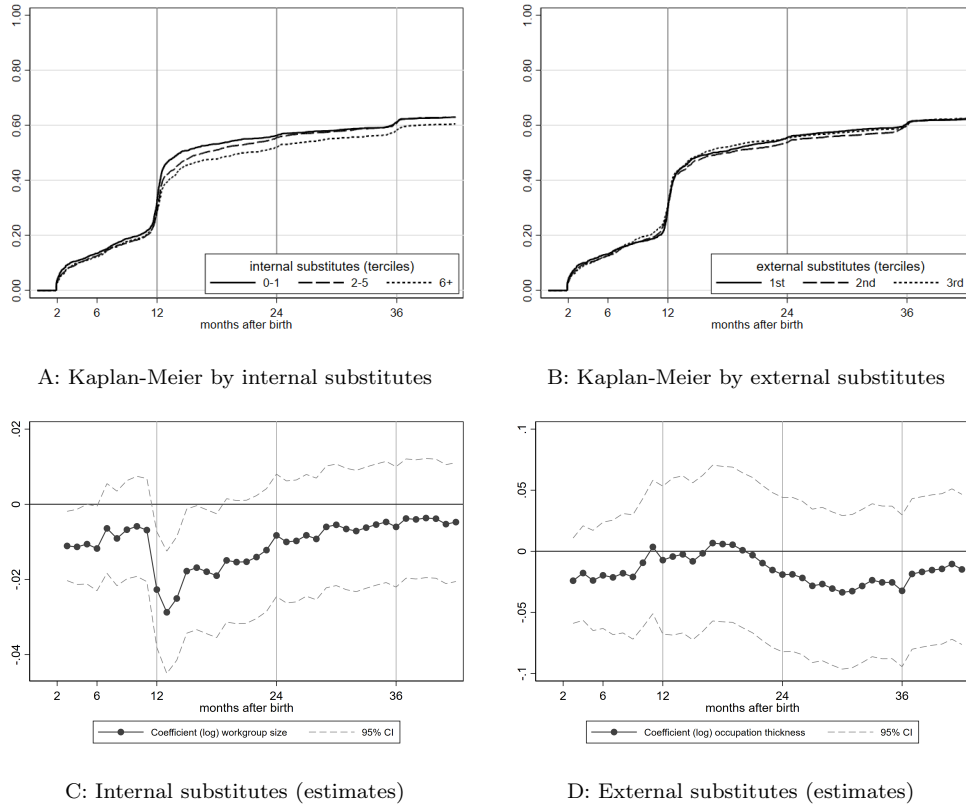 1.00
0.80
0.60
0.40
0.20
0.00
internal substitutes (terciles)
0-1 2-5 6+
2 6 12 24 36
months after birth
A: Kaplan-Meier by internal substitutes
1.00
0.80
0.60
0.40
0.20
0.00
external substitutes (terciles)
1st 2nd 3rd
2 6 12 24 36
months after birth
B: Kaplan-Meier by external substitutes
.02
0
-.02
-.04
2 6 12 24 36
months after birth
Coefficient (log) workgroup size 95% CI
C: Internal substitutes (estimates)
.1
.05
0
-.05
-.1
2 6 12 24 36
months after birth
Coefficient (log) occupation thickness 95% CI
D: External substitutes (estimates)